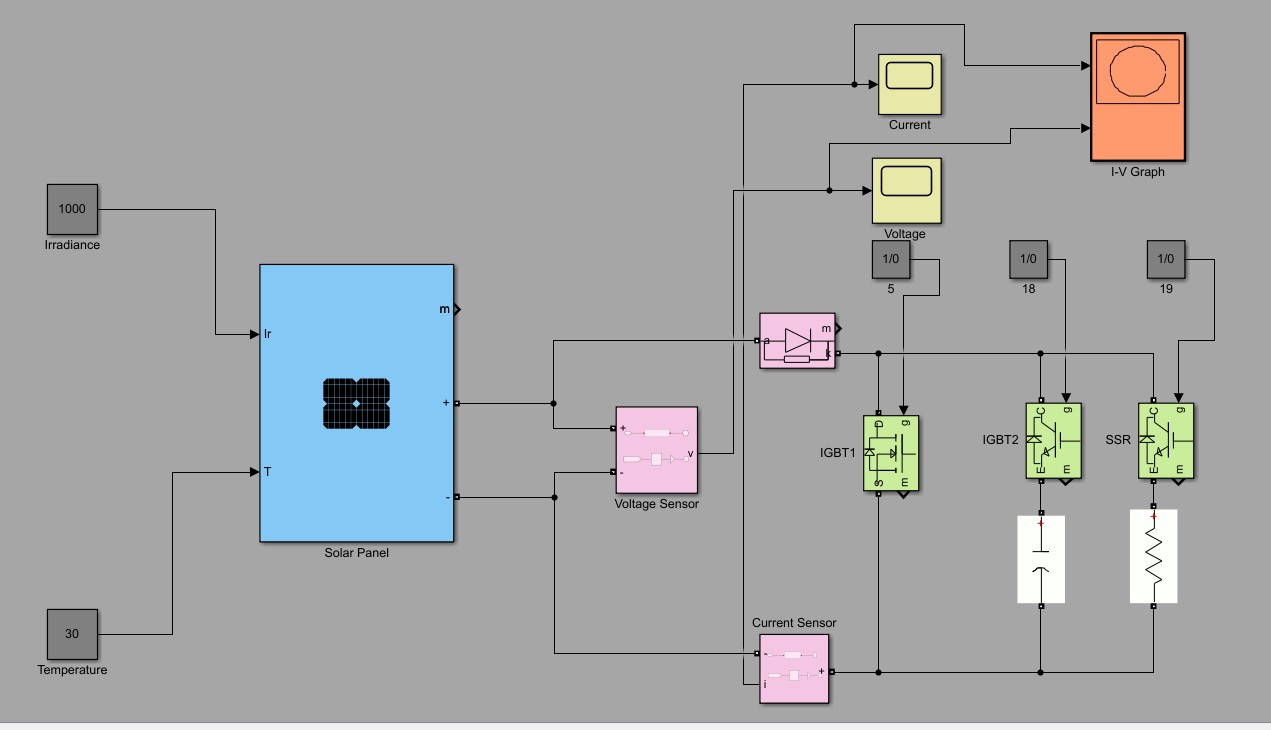 Current
I-V Graph
1000
Irradiance
Voltage
1/0
5
1/0
18
1/0
19
m
Ir
+
T
-
Solar Panel
a
m
k
+
-
v
Voltage Sensor
IGBT1
D
g
S
m
IGBT2
C
g
E
m
SSR
C
g
E
m
+
+
30
Temperature
Current Sensor
-
+
i